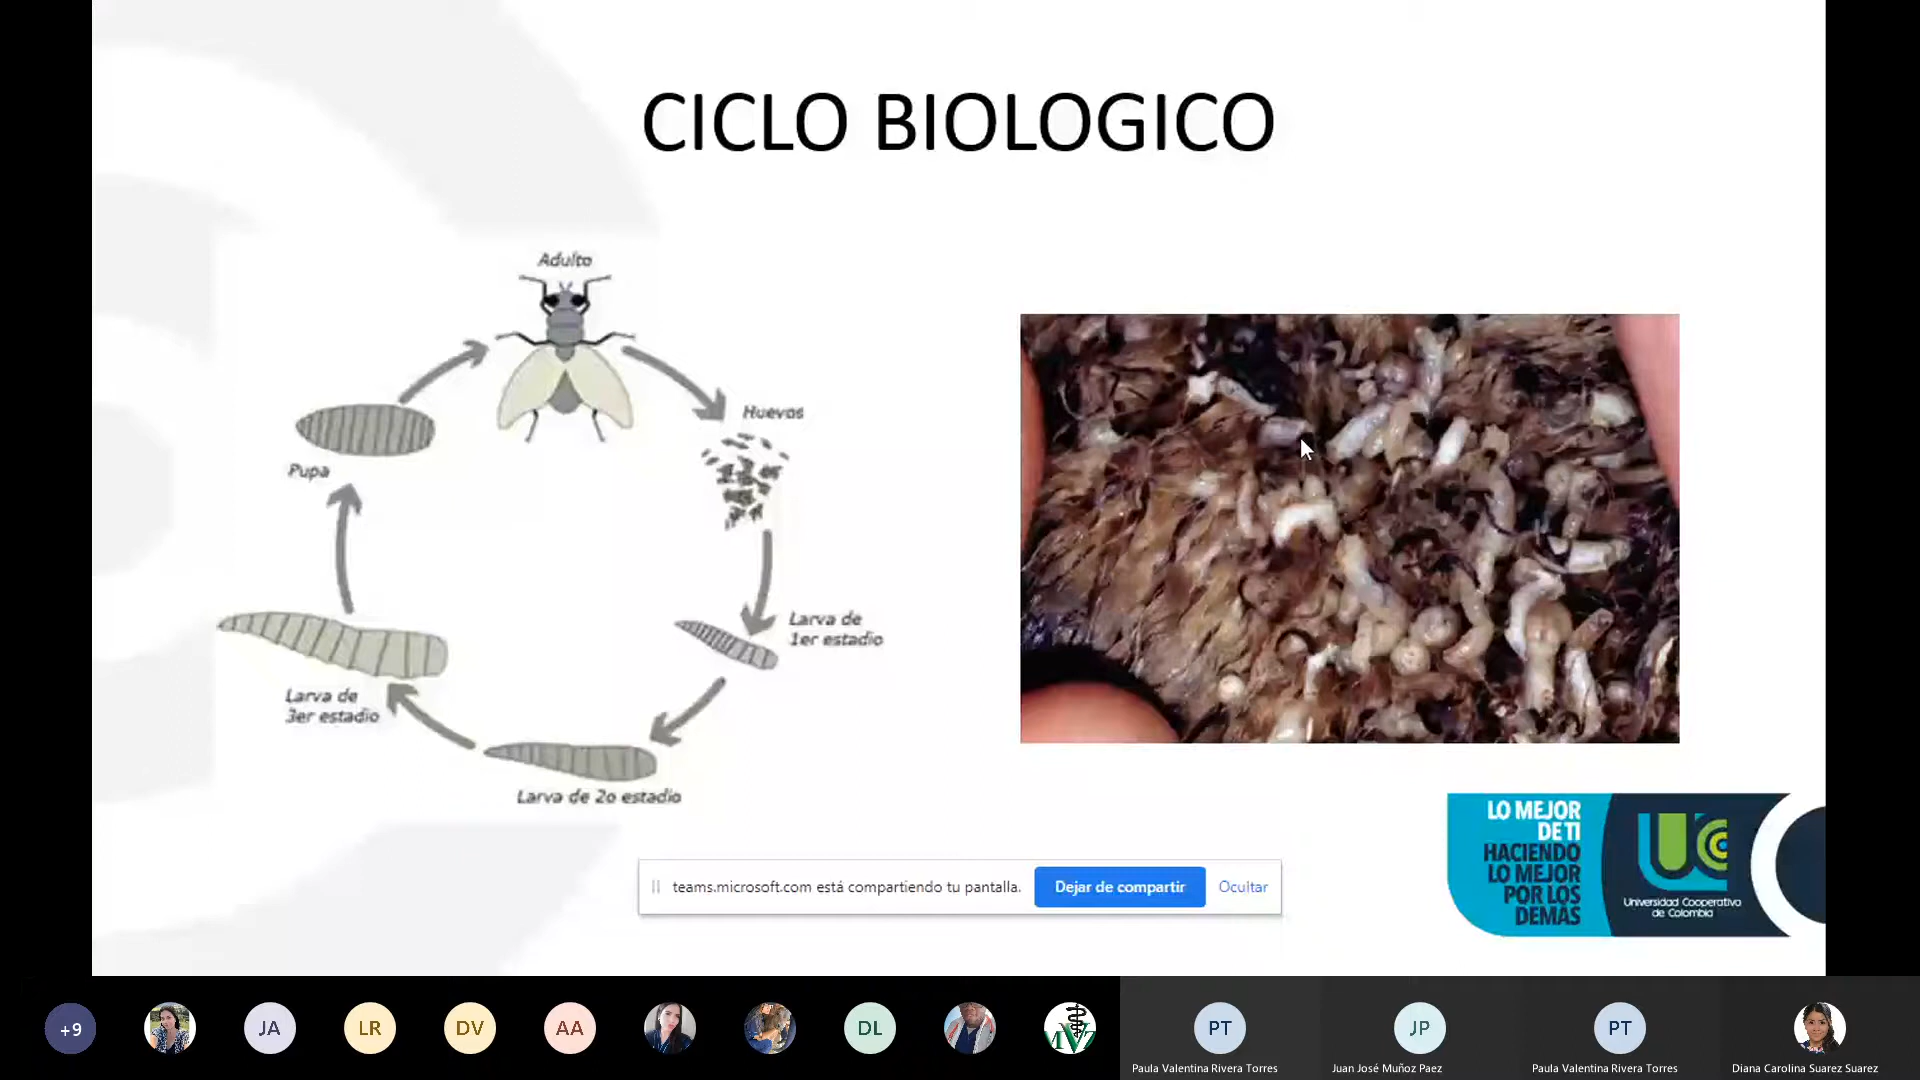 CICLO BIOLOGICO
Adulto
Huevos
Pupa
Larva de
1er estadio
Larva de
3er estadio
Larva de 2o estadio
LO MEJOR
DE TI
HACIENDO
LO MEJOR
POR LOS
DEMÁS
Universidad Cooperativa
de Colombia
teams.microsoft.com está compartiendo tu pantalla.
Dejar de compartir
Ocultar
+9
JA
LR
DV
AA
DL
MVZ
PT
JP
PT
Paula Valentina Rivera Torres
Juan José Muñoz Paez
Paula Valentina Rivera Torres
Diana Carolina Suarez Suarez